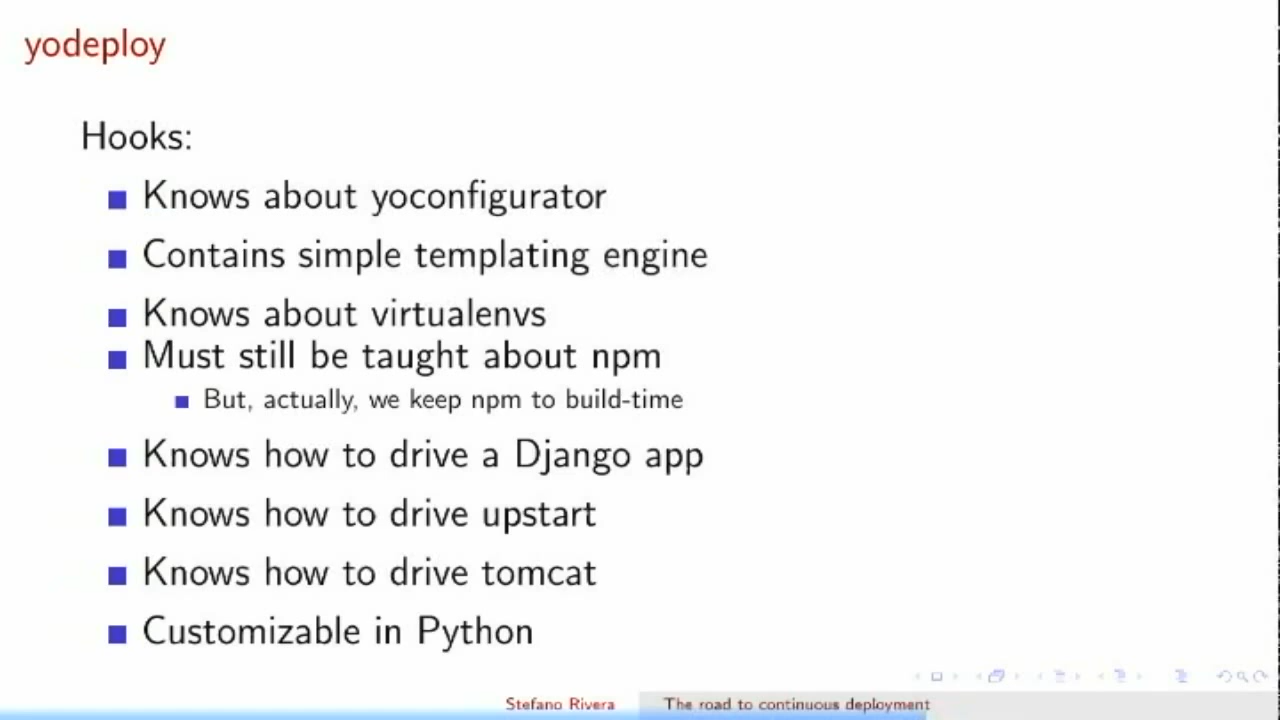 yodeploy
Hooks:
Knows about yoconfigurator
Contains simple templating engine
Knows about virtualenvs
Must still be taught about npm
But, actually, we keep npm to build-time
Knows how to drive a Django app
Knows how to drive upstart
Knows how to drive tomcat
Customizable in Python
Stefano Rivera
The road to continuous deployment